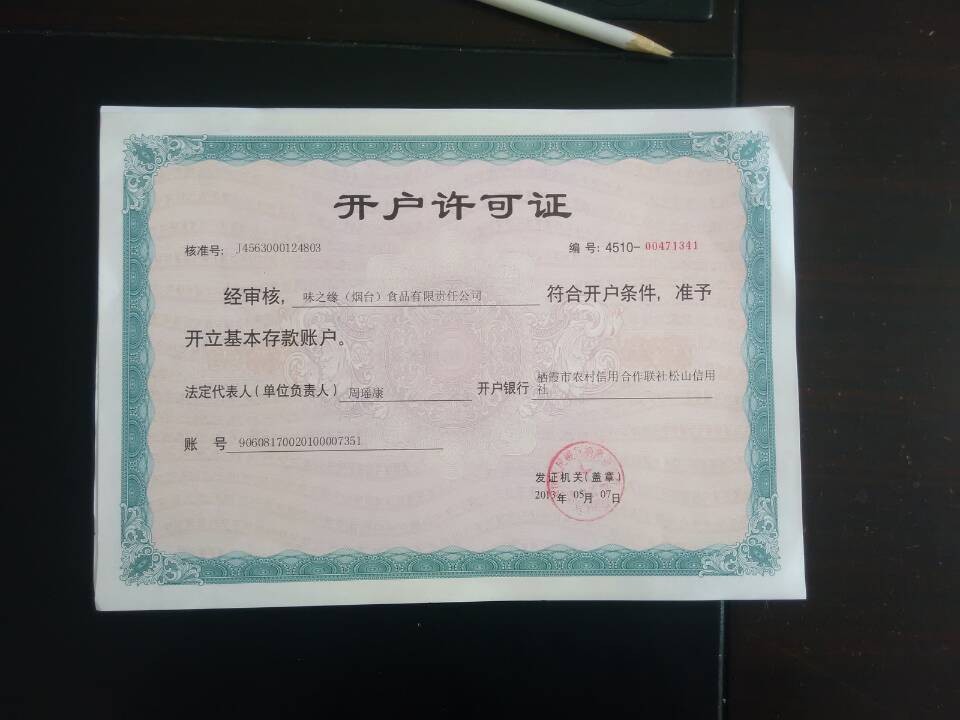 开户许可证
核准号: J4563000124803 编 号: 4510-00471341
经审核, 味之缘（烟台）食品有限责任公司 符合开户条件, 准予
开立基本存款账户。
法定代表人(单位负责人) 周瑶康 开户银行 栖霞市农村信用合作联社松山信用社
账 号 90608170020100007351
发证机关(盖章)
2013年 05月 07日